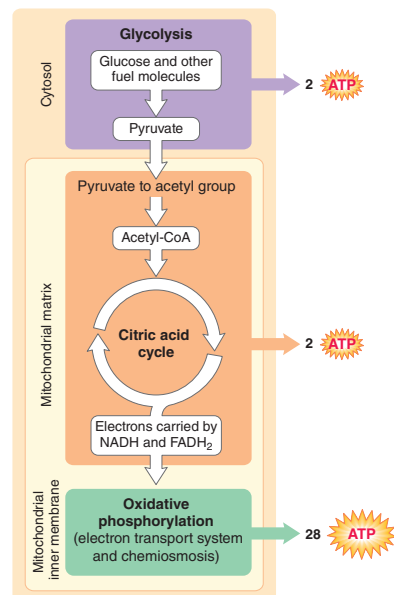 Glycolysis
Glucose and other
fuel molecules
Cytosol
2 ATP
Pyruvate
Pyruvate to acetyl group
Acetyl-CoA
Mitochondrial matrix
Citric acid
cycle
2 ATP
Electrons carried by
NADH and FADH₂
Mitochondrial
inner membrane
Oxidative
phosphorylation
(electron transport system
and chemiosmosis)
28 ATP